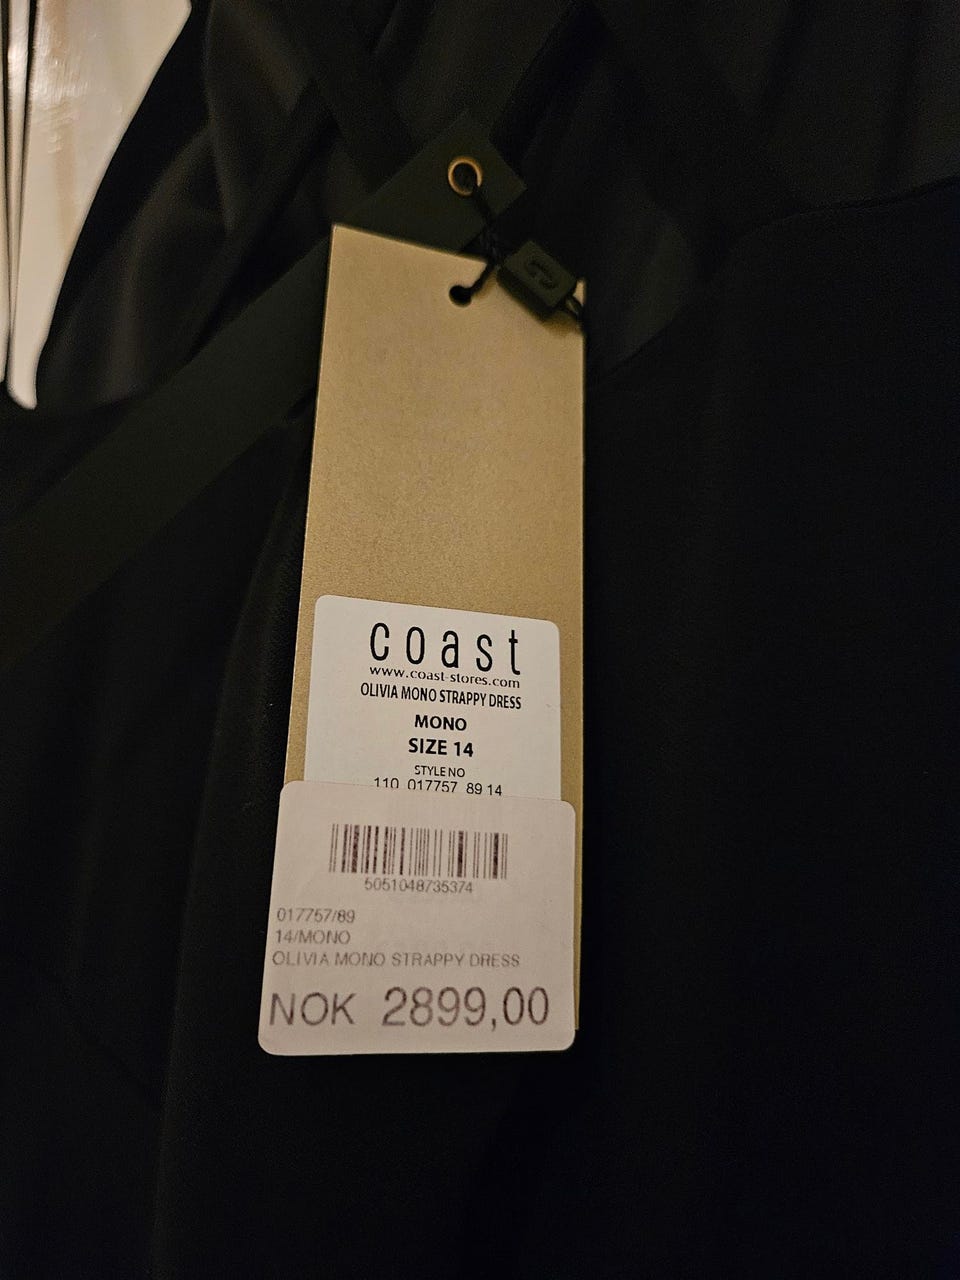 coast
www.coast-stores.com
OLIVIA MONO STRAPPY DRESS
MONO
SIZE 14
STYLE NO
110 017757 89 14
5051048735374
017757/89
14/MONO
OLIVIA MONO STRAPPY DRESS
NOK 2899,00